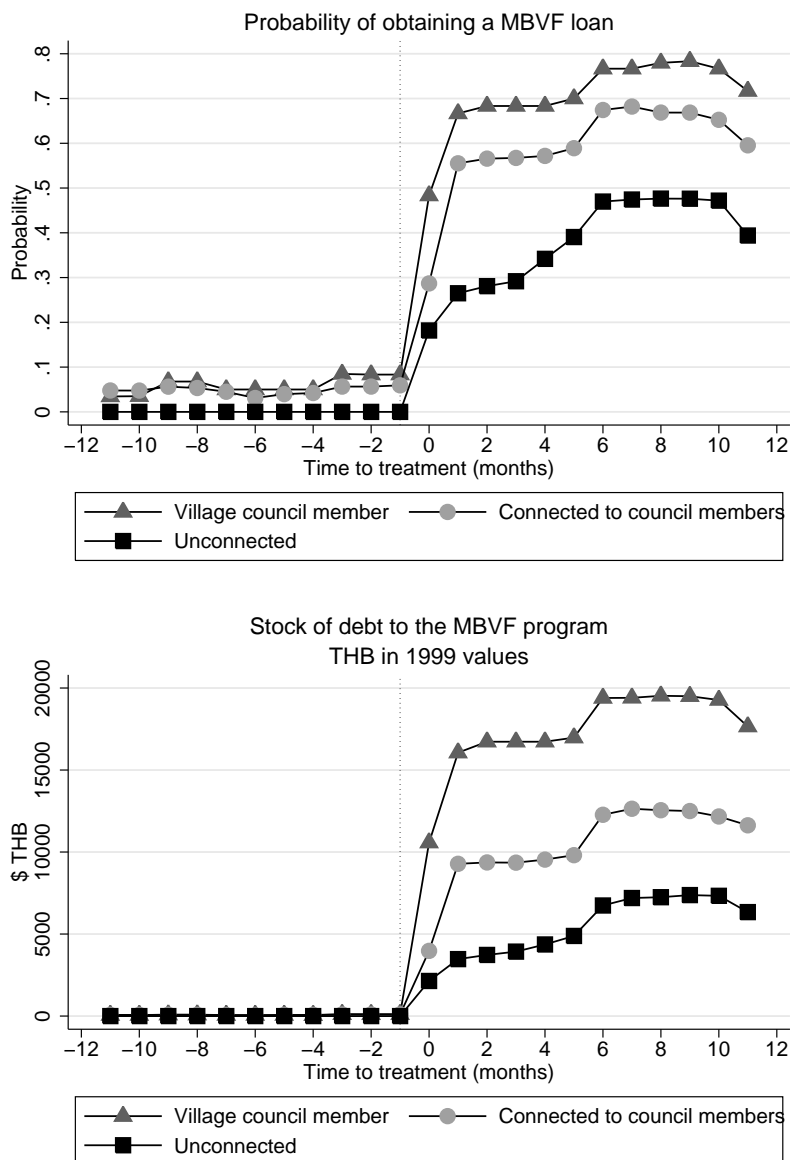 Probability of obtaining a MBVF loan
.8
.7
.6
.5
.4
.3
.2
.1
0
Probability
−12 −10 −8 −6 −4 −2 0 2 4 6 8 10 12
Time to treatment (months)
Village council member Connected to council members
Unconnected
Stock of debt to the MBVF program
THB in 1999 values
20000
15000
10000
5000
0
$ THB
−12 −10 −8 −6 −4 −2 0 2 4 6 8 10 12
Time to treatment (months)
Village council member Connected to council members
Unconnected